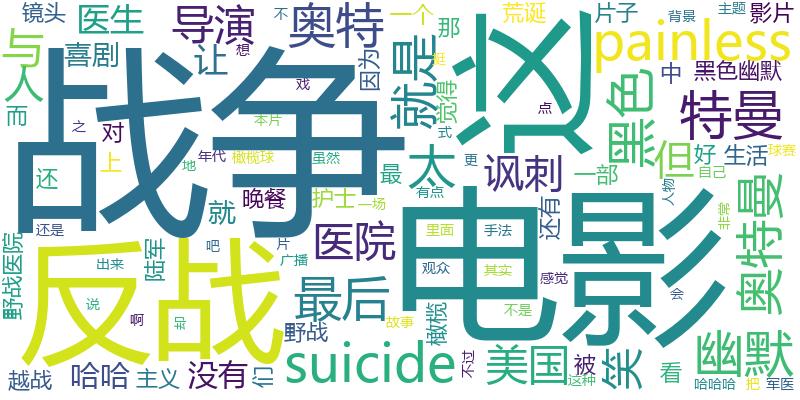 镜头
医生
导演
奥特
一个
那
荒诞
片子
背景
主题
影片
不
想
与
喜剧
让
因为
就是
挺
戏
觉得
这
painless
人
而
之
对
上
战争
本片
黑色
中
黑色幽默
特曼
点
式
年代
地
橄榄球
虽然
最
太
更
讽刺
一部
但
好
生活
球赛
自己
还
晚餐
护士
一场
有点
还有
人物
非常
奥特曼
还是
就
医院
电影
里面
手法
野战医院
反战
陆军
吧
片
广播
观众
其实
感觉
出来
最后
会
说
啊
却
野战
故事
橄榄
不是
幽默
越战
哈哈
主义
没有
们
suicide
不过
美国
这种
被
笑
看
哈哈哈
把
军医